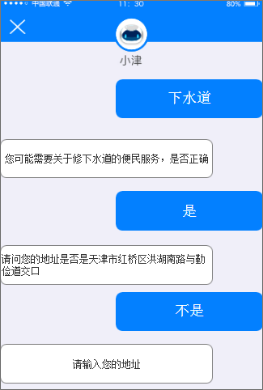 中国联通 11:30 80%
小津
下水道
您可能需要关于修下水道的便民服务，是否正确
是
请问您的地址是否是天津市红桥区洪湖南路与勤
俭道交口
不是
请输入您的地址